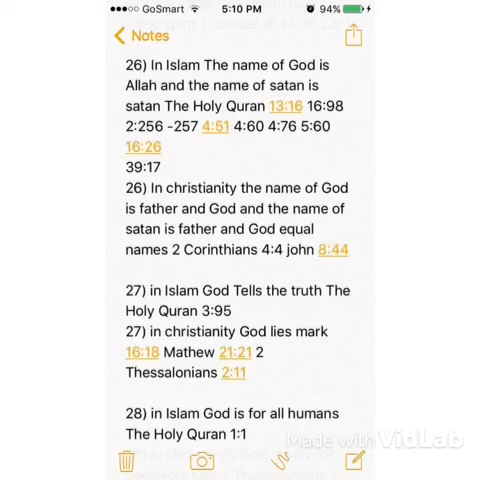 GoSmart 5:10 PM 94%
Notes
26) In Islam The name of God is
Allah and the name of satan is
satan The Holy Quran 13:16 16:98
2:256 -257 4:51 4:60 4:76 5:60
16:26
39:17
26) In christianity the name of God
is father and God and the name of
satan is father and God equal
names 2 Corinthians 4:4 john 8:44
27) in Islam God Tells the truth The
Holy Quran 3:95
27) in christianity God lies mark
16:18 Mathew 21:21 2
Thessalonians 2:11
28) in Islam God is for all humans
The Holy Quran 1:1
Made with VidLab